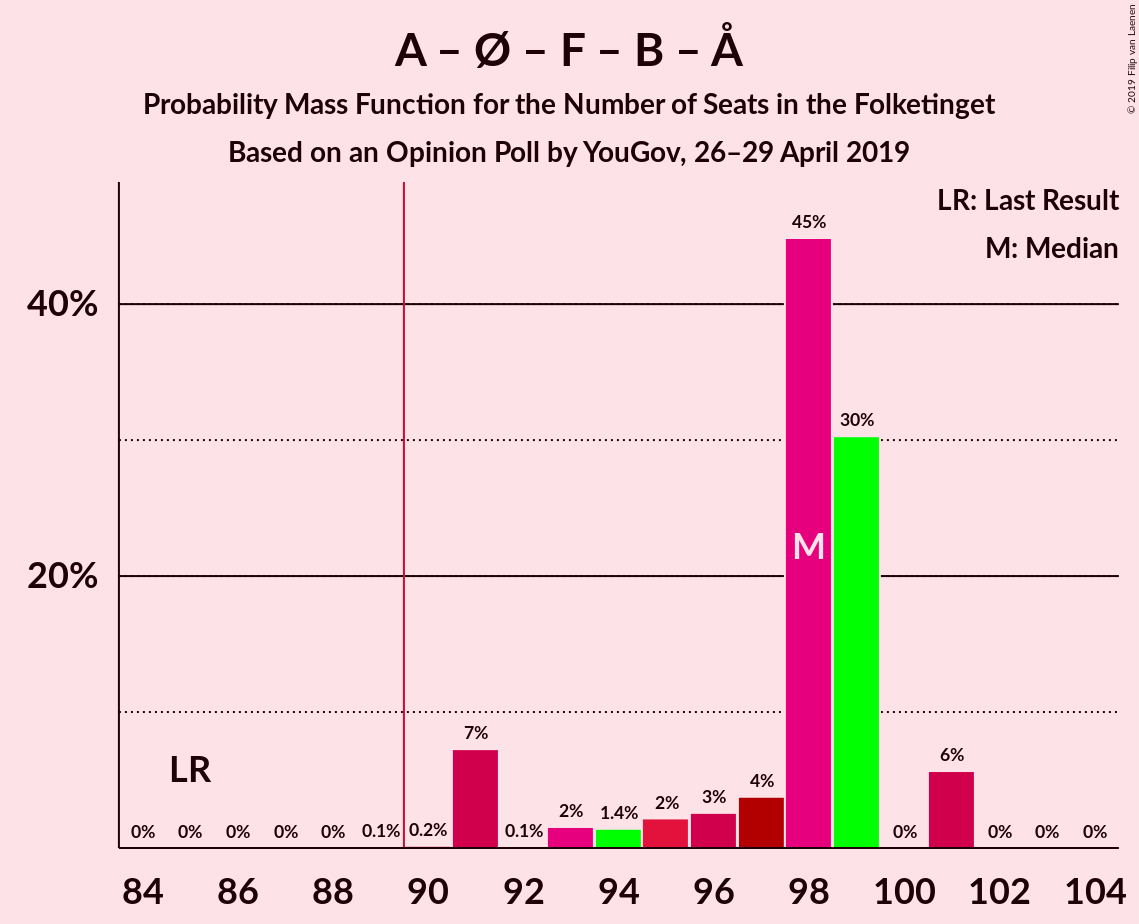 A – Ø – F – B – Å
Probability Mass Function for the Number of Seats in the Folketinget
Based on an Opinion Poll by YouGov, 26–29 April 2019
© 2019 Filip van Laenen
LR: Last Result
M: Median
45%
40%
30%
M
20%
7%
LR
6%
4%
3%
2%
2%
1.4%
0% 0% 0% 0% 0% 0.1% 0.2% 0.1% 0% 0% 0% 0%
84 86 88 90 92 94 96 98 100 102 104